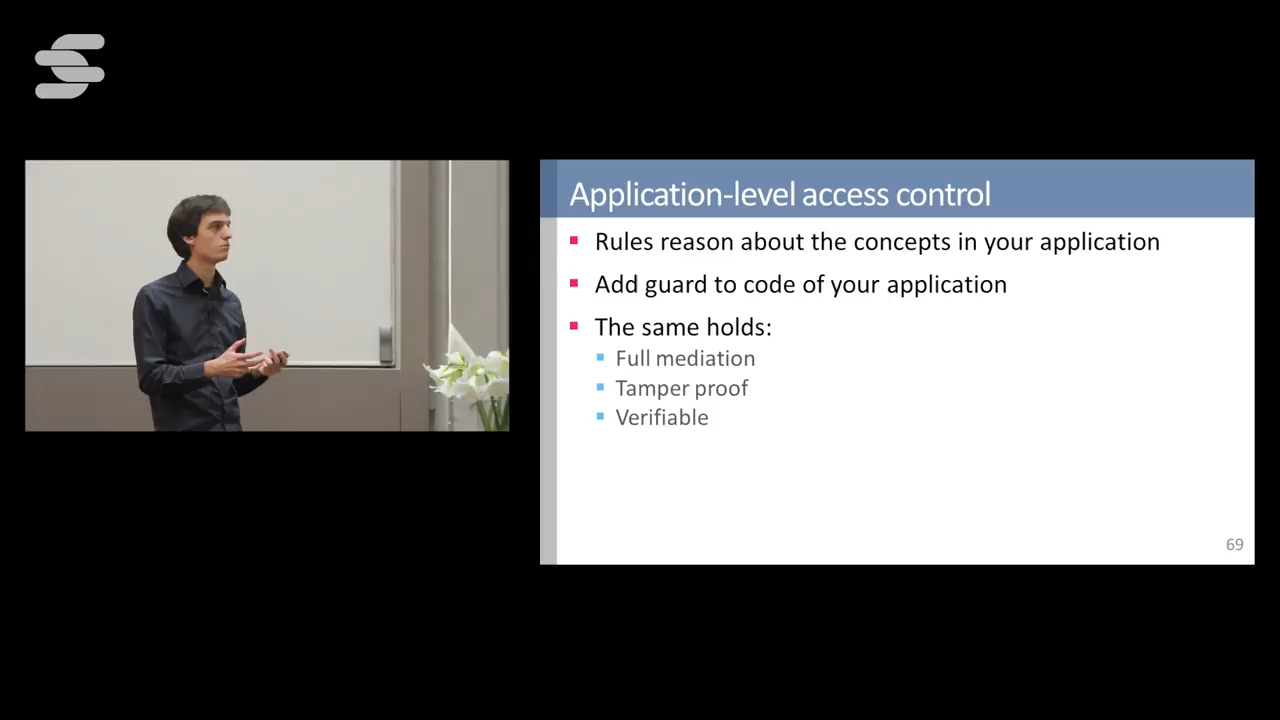 Application-level access control
Rules reason about the concepts in your application
Add guard to code of your application
The same holds:
Full mediation
Tamper proof
Verifiable
69